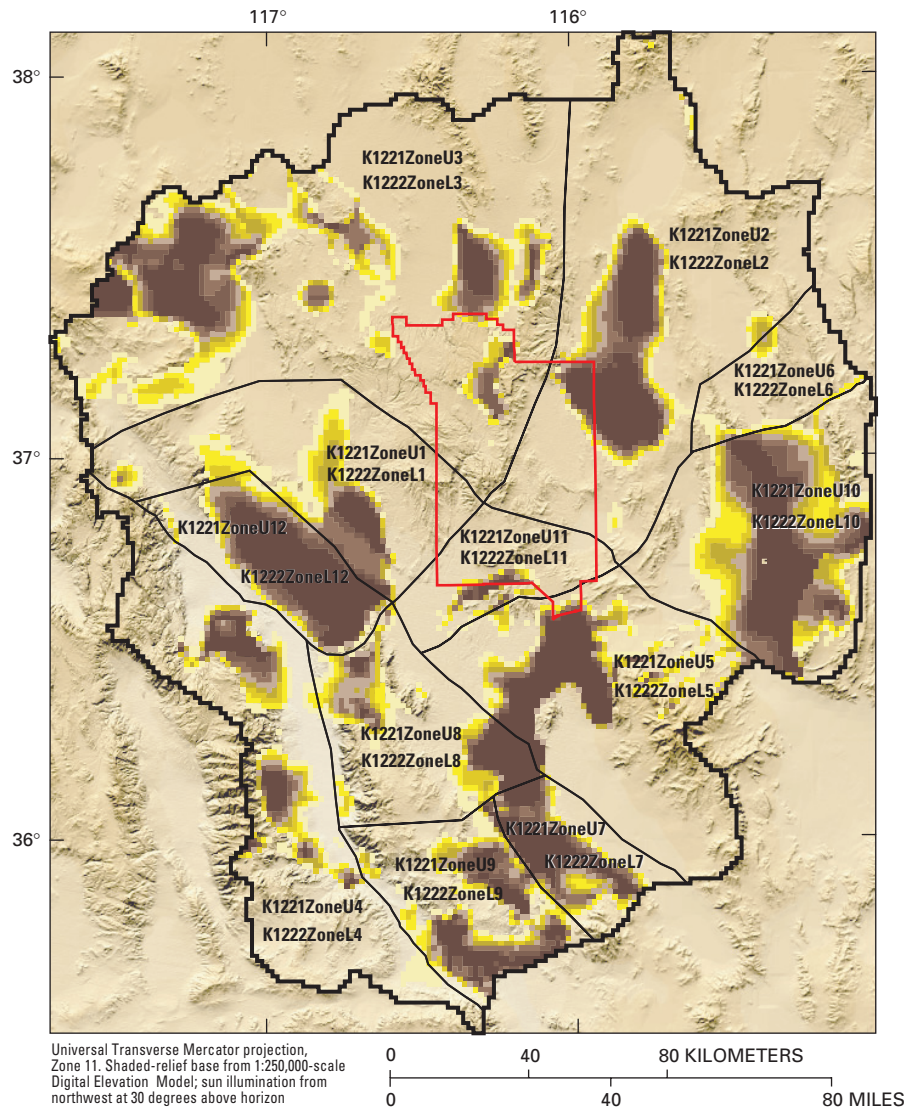 117° 116°
38°
K1221ZoneU3
K1222ZoneL3
K1221ZoneU2
K1222ZoneL2
K1221ZoneU6
K1222ZoneL6
37°
K1221ZoneU1
K1222ZoneL1
K1221ZoneU10
K1222ZoneL10
K1221ZoneU12
K1221ZoneU11
K1222ZoneL11
K1222ZoneL12
K1221ZoneU5
K1222ZoneL5
K1221ZoneU8
K1222ZoneL8
36°
K1221ZoneU7
K1222ZoneL7
K1221ZoneU9
K1222ZoneL9
K1221ZoneU4
K1222ZoneL4
Universal Transverse Mercator projection,
Zone 11. Shaded-relief base from 1:250,000-scale
Digital Elevation Model; sun illumination from
northwest at 30 degrees above horizon
0 40 80 KILOMETERS
0 40 80 MILES